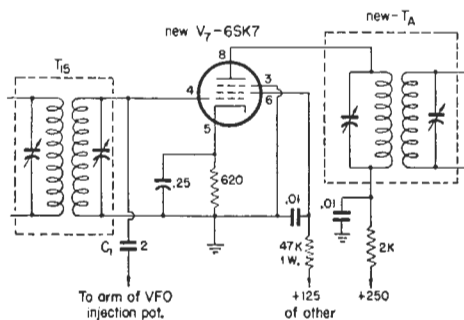 new V7-6SK7
new-TA
T15
8
3
4
6
5
.25
620
.01
.01
C1
2
47K
1W.
2K
To arm of VFO
injection pot.
+125
of other
+250